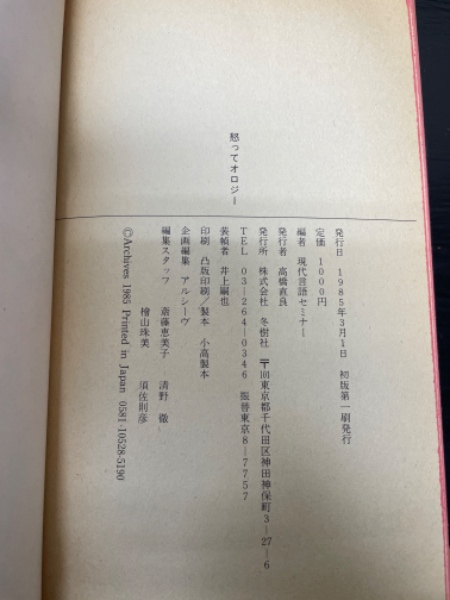 怒ってオロジー
発行日 1985年3月1日 初版第一刷発行
定価 1000円
編者 現代言語セミナー
発行者 高橋直良
発行所 株式会社 冬樹社 〒101東京都千代田区神田神保町3-27-6
TEL 03-264-0346 振替東京8-7757
装幀者 井上嗣也
印刷 凸版印刷/製本 小高製本
企画編集 アルシーヴ
編集スタッフ 斎藤恵美子 清野 徹
檜山珠美 須佐則彦
©Archives 1985 Printed in Japan 0581-10528-5190